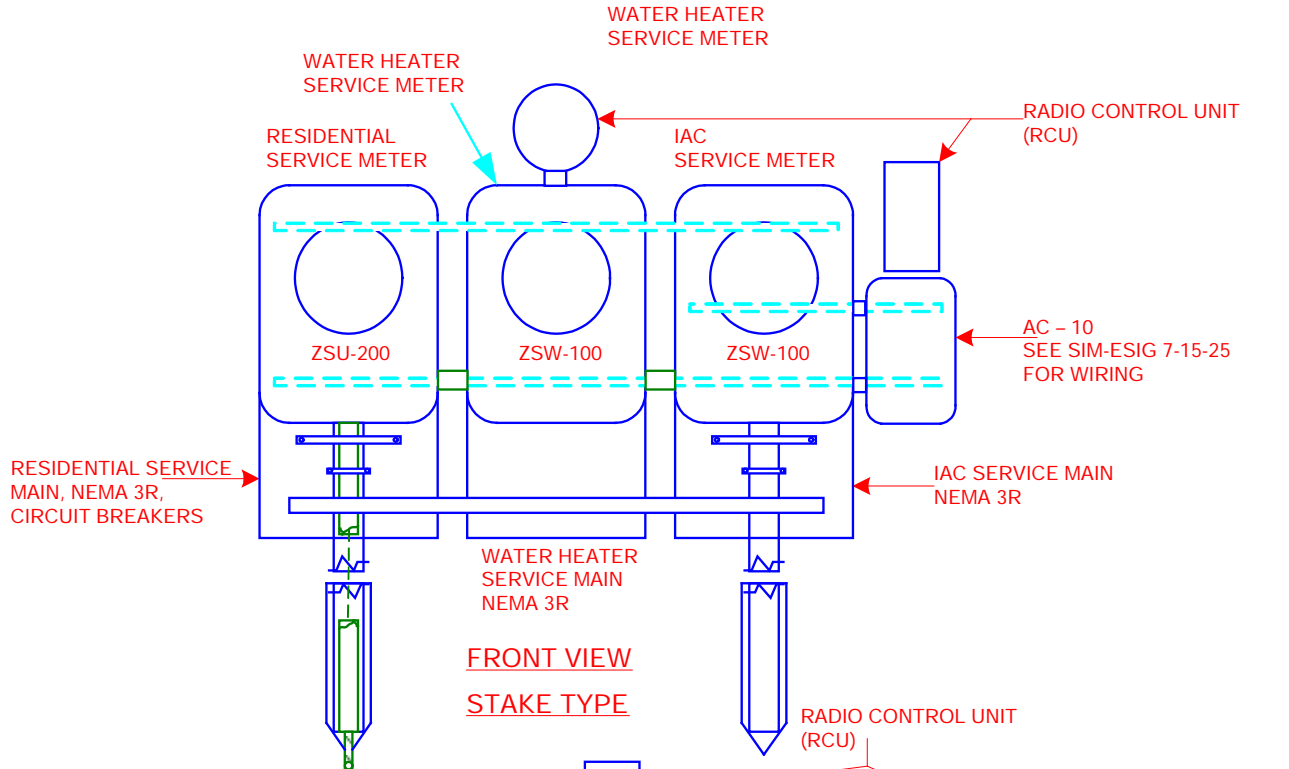 WATER HEATER
SERVICE METER
WATER HEATER
SERVICE METER
RESIDENTIAL
SERVICE METER
IAC
SERVICE METER
RADIO CONTROL UNIT
(RCU)
ZSU-200
ZSW-100
ZSW-100
AC – 10
SEE SIM-ESIG 7-15-25
FOR WIRING
RESIDENTIAL SERVICE
MAIN, NEMA 3R,
CIRCUIT BREAKERS
IAC SERVICE MAIN
NEMA 3R
WATER HEATER
SERVICE MAIN
NEMA 3R
FRONT VIEW
STAKE TYPE
RADIO CONTROL UNIT
(RCU)